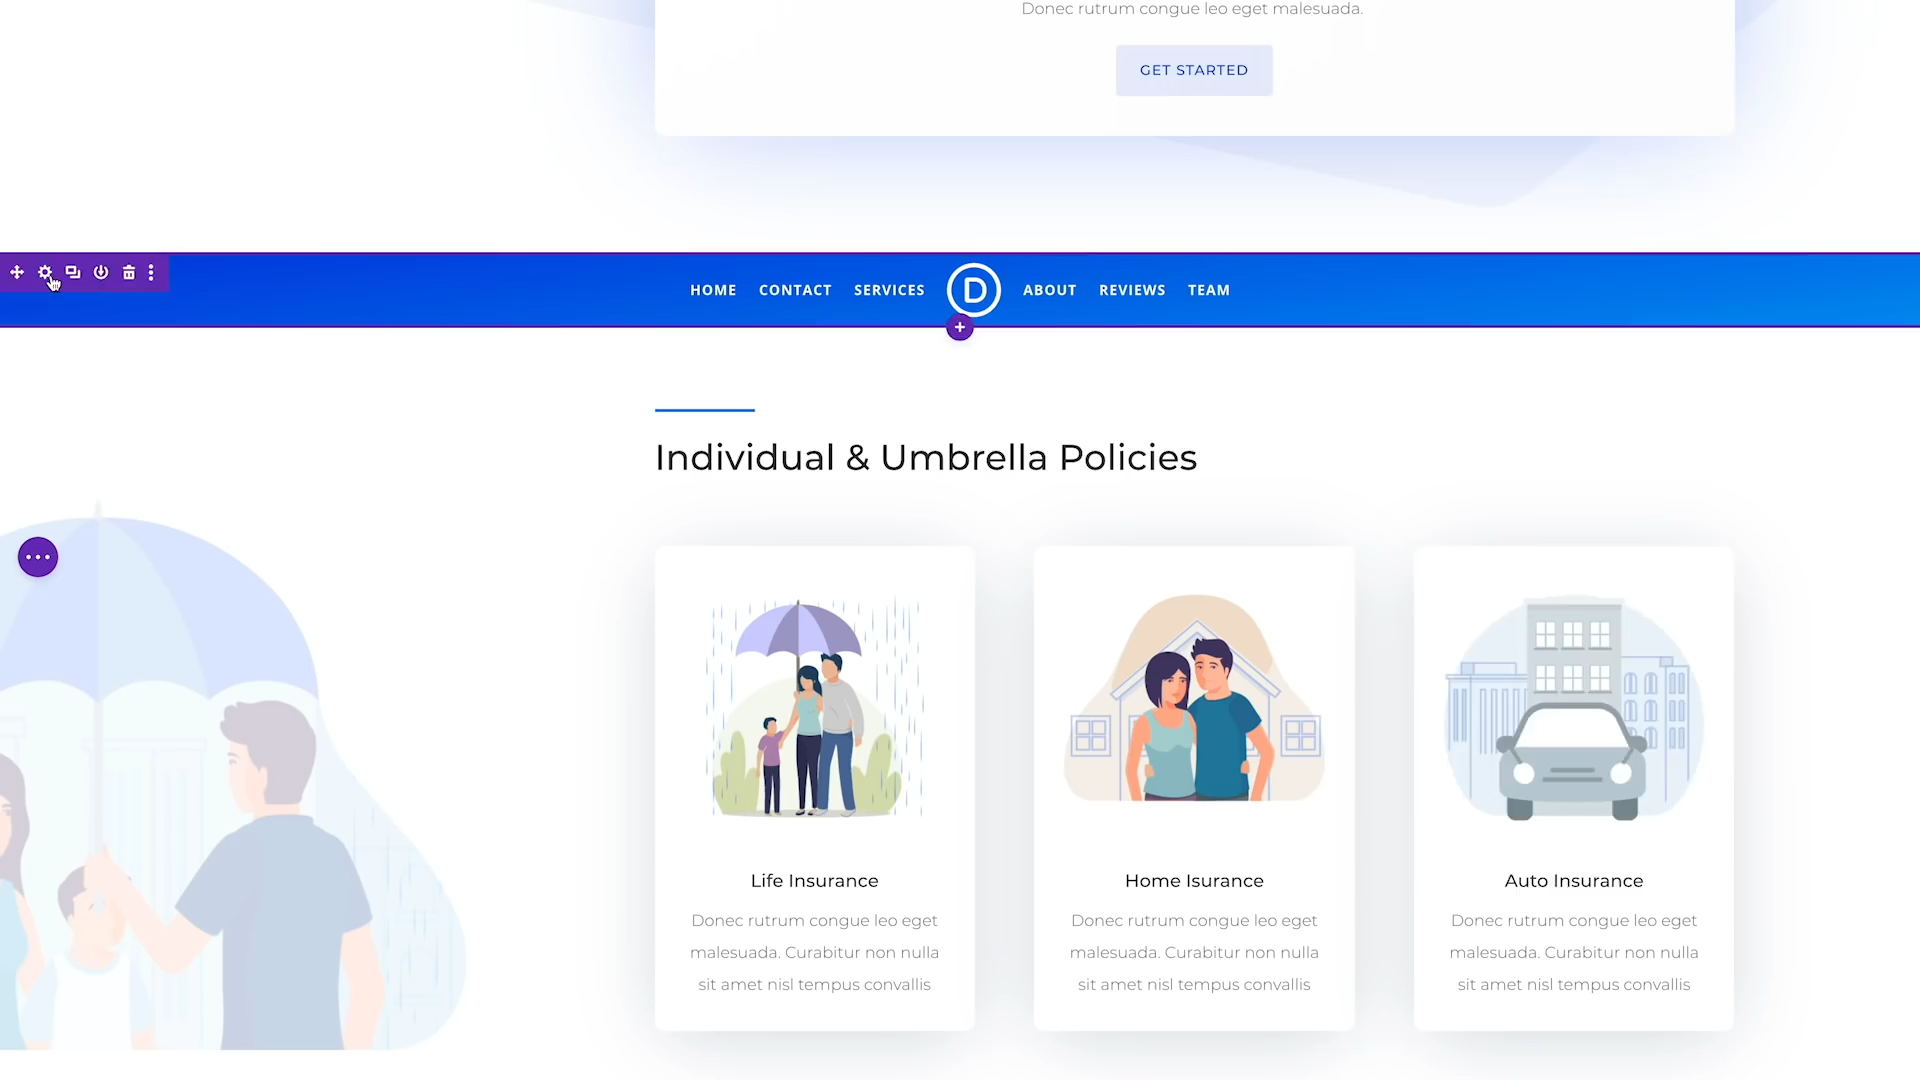 Donec rutrum congue leo eget malesuada.
GET STARTED
HOME CONTACT SERVICES D ABOUT REVIEWS TEAM
Individual & Umbrella Policies
Life Insurance
Donec rutrum congue leo eget
malesuada. Curabitur non nulla
sit amet nisl tempus convallis
Home Isurance
Donec rutrum congue leo eget
malesuada. Curabitur non nulla
sit amet nisl tempus convallis
Auto Insurance
Donec rutrum congue leo eget
malesuada. Curabitur non nulla
sit amet nisl tempus convallis